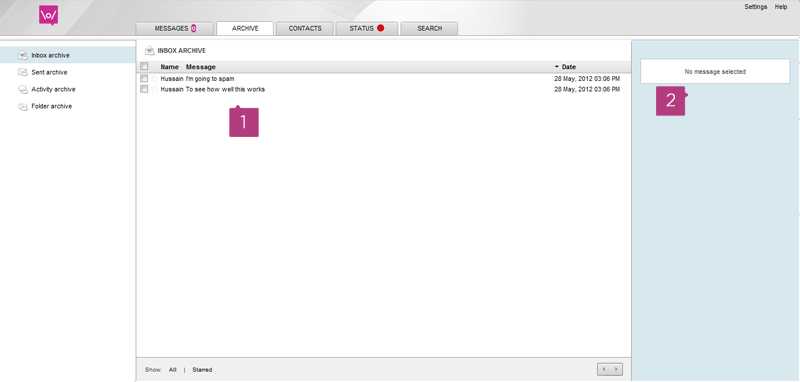 Settings Help
\o/
MESSAGES 0 ARCHIVE CONTACTS STATUS SEARCH
Inbox archive
Sent archive
Activity archive
Folder archive
INBOX ARCHIVE
Name Message Date
Hussain I'm going to spam 28 May, 2012 03:06 PM
Hussain To see how well this works 28 May, 2012 03:06 PM
1
No message selected
2
Show: All | Starred